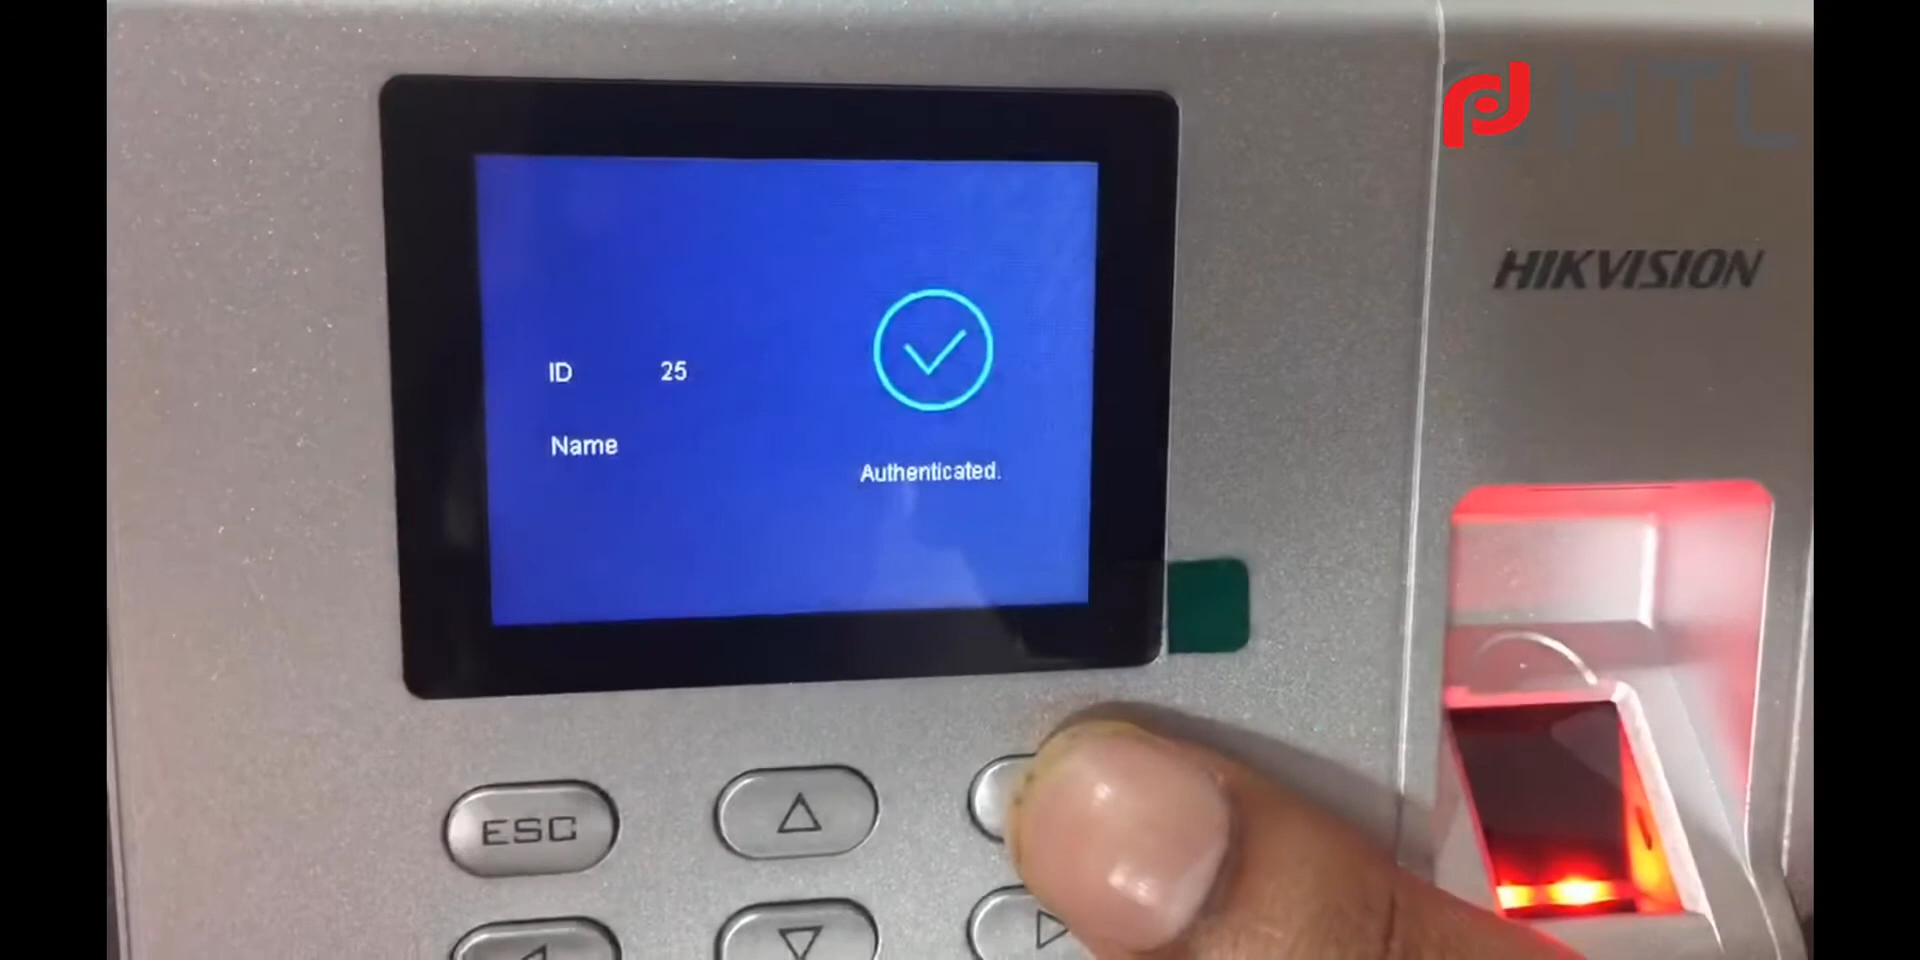 HTL
HIKVISION
ID 25
Name
Authenticated.
ESC